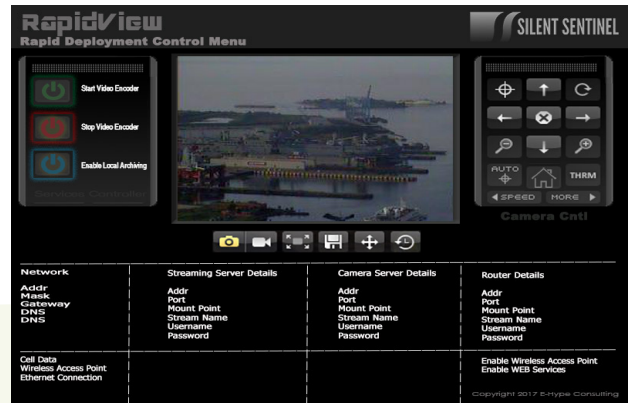 RapidView
Rapid Deployment Control Menu
SILENT SENTINEL
Start Video Encoder
Stop Video Encoder
Enable Local Archiving
Services Controller
AUTO
THRM
SPEED MORE
Camera Cntl
Network
Addr
Mask
Gateway
DNS
DNS
Streaming Server Details
Addr
Port
Mount Point
Stream Name
Username
Password
Camera Server Details
Addr
Port
Mount Point
Stream Name
Username
Password
Router Details
Addr
Port
Mount Point
Stream Name
Username
Password
Cell Data
Wireless Access Point
Ethernet Connection
Enable Wireless Access Point
Enable WEB Services
Copyright 2017 E-Hype Consulting